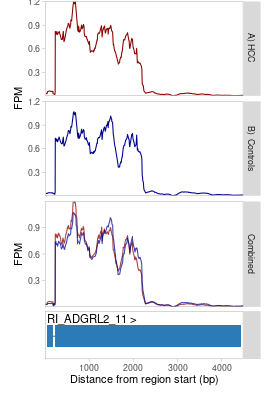 1.2
0.9
0.6
0.3
FPM
A) HCC
1.2
0.9
0.6
0.3
B) Controls
0.9
0.6
0.3
FPM
Combined
RI_ADGRL2_11 >
1000 2000 3000 4000
Distance from region start (bp)